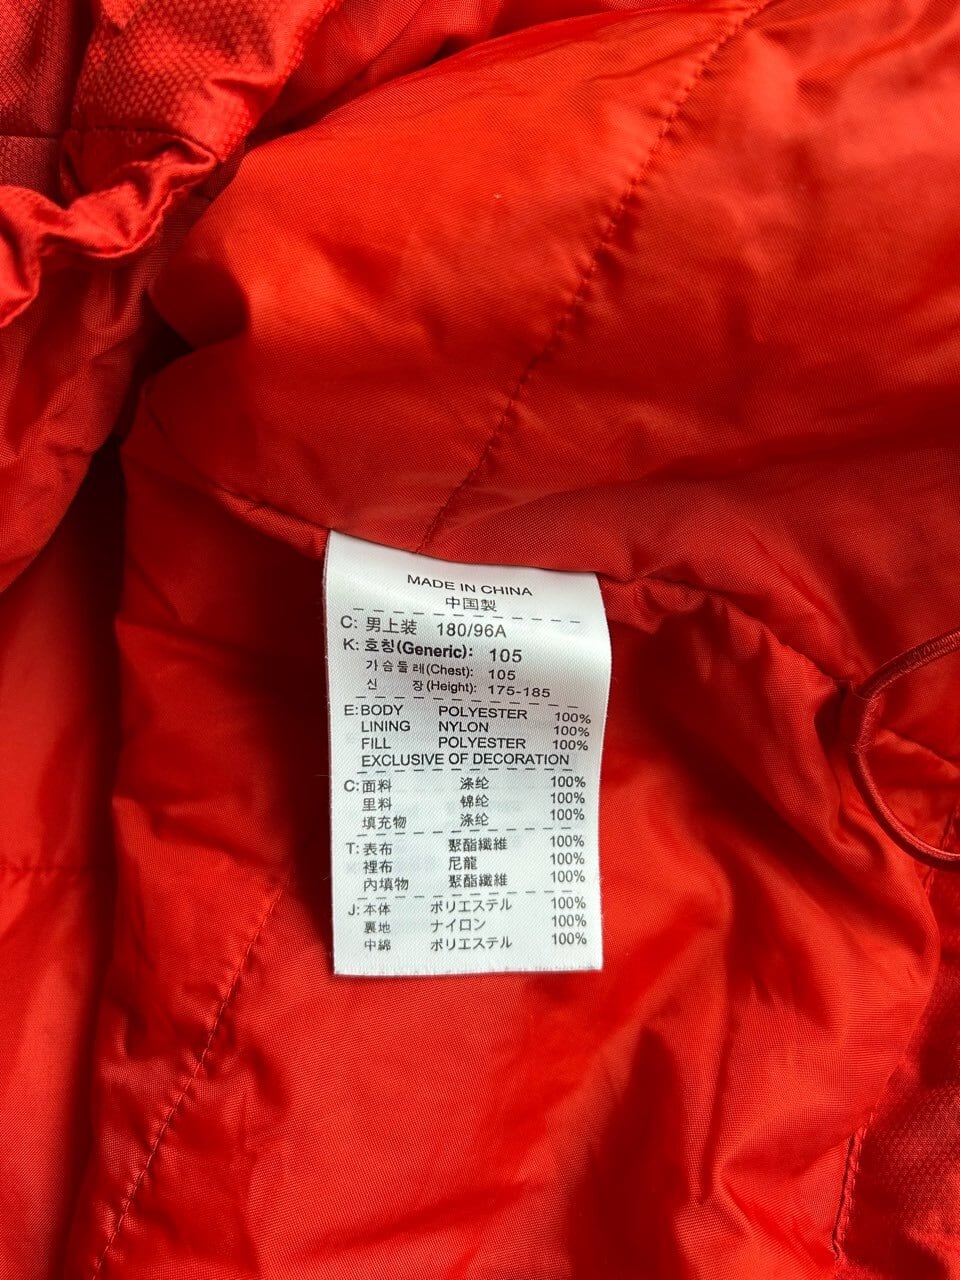 MADE IN CHINA
中国製
C: 男上装 180/96A
K: 호칭(Generic): 105
가슴둘레(Chest): 105
신 장(Height): 175-185
E: BODY POLYESTER 100%
LINING NYLON 100%
FILL POLYESTER 100%
EXCLUSIVE OF DECORATION
C: 面料 涤纶 100%
里料 锦纶 100%
填充物 涤纶 100%
T: 表布 聚酯纖維 100%
裡布 尼龍 100%
內填物 聚酯纖維 100%
J: 本体 ポリエステル 100%
裏地 ナイロン 100%
中綿 ポリエステル 100%